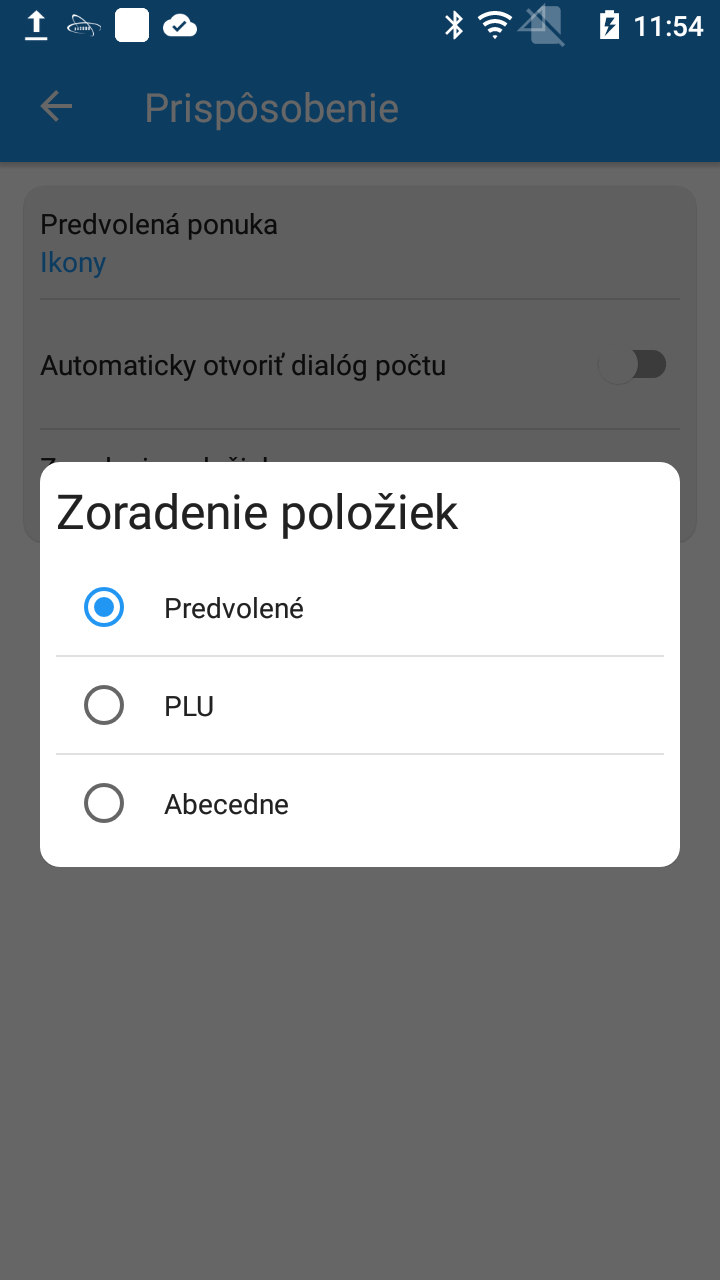 11:54
Prispôsobenie
Predvolená ponuka
Ikony
Automaticky otvoriť dialóg počtu
Zoradenie položiek
Predvolené
PLU
Abecedne